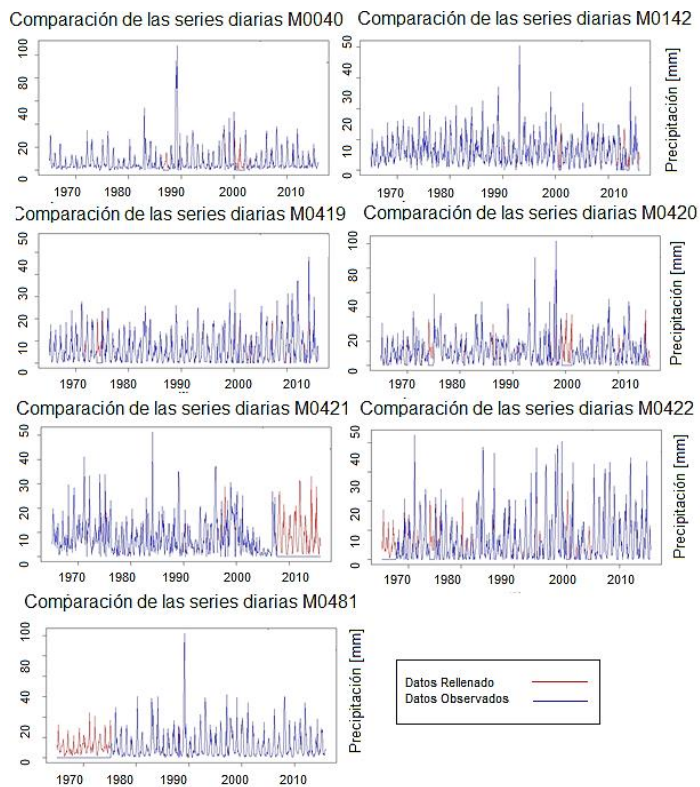 Comparación de las series diarias M0040
100
80
60
40
20
0
1970 1980 1990 2000 2010
Comparación de las series diarias M0142
50
40
30
20
10
0
1970 1980 1990 2000 2010
Precipitación [mm]
Comparación de las series diarias M0419
50
40
30
20
10
0
1970 1980 1990 2000 2010
Comparación de las series diarias M0420
100
80
60
40
20
0
1970 1980 1990 2000 2010
Precipitación [mm]
Comparación de las series diarias M0421
50
40
30
20
10
0
1970 1980 1990 2000 2010
Comparación de las series diarias M0422
50
40
30
20
10
0
1970 1980 1990 2000 2010
Precipitación [mm]
Comparación de las series diarias M0481
100
80
60
40
20
0
1970 1980 1990 2000 2010
Precipitación [mm]
Datos Rellenado
Datos Observados